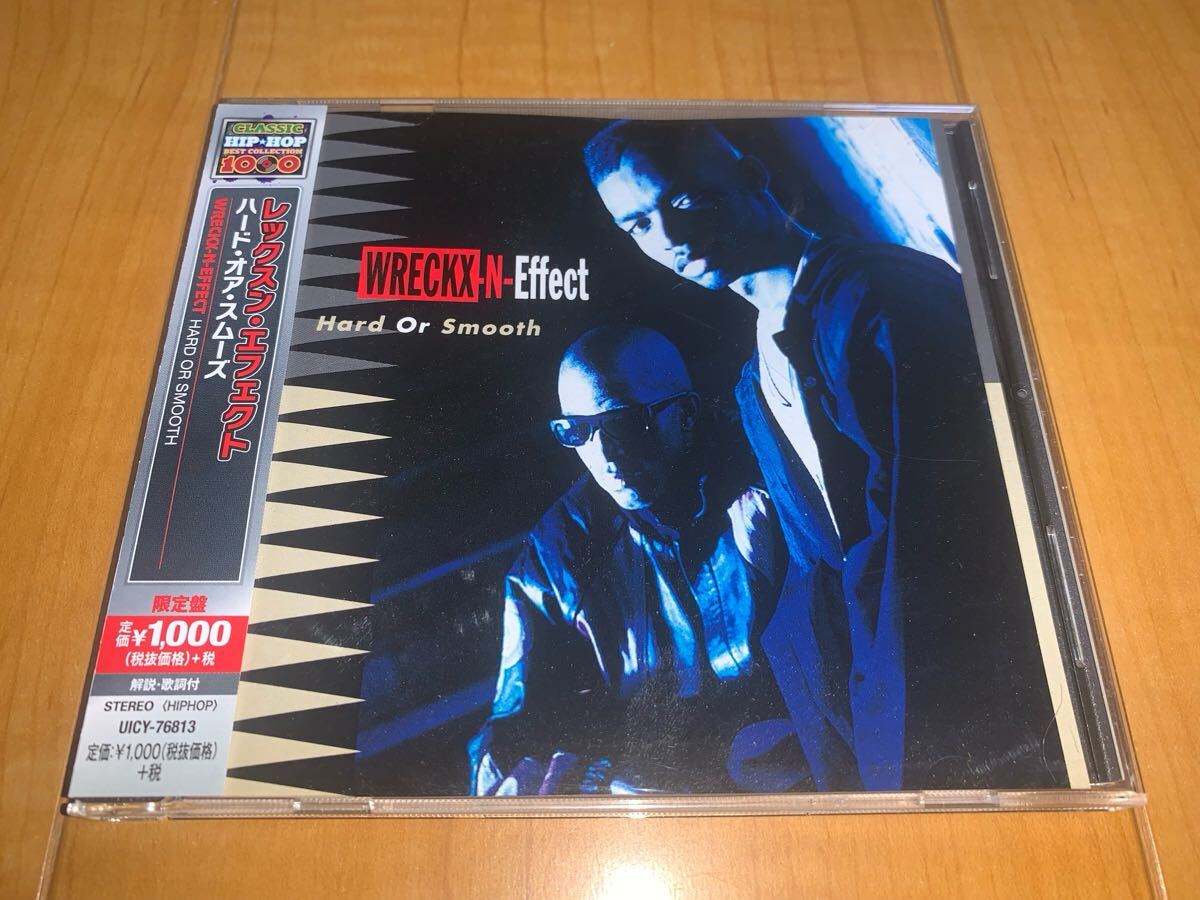 CLASSIC
HIP★HOP
BEST COLLECTION
1000
レックスン・エフェクト
ハード・オア・スムーズ
WRECKX-N-EFFECT HARD OR SMOOTH
限定盤
定価¥1,000
(税抜価格)+税
解説・歌詞付
STEREO 〈HIPHOP〉
UICY-76813
定価:¥1,000(税抜価格)
+税
WRECKX-N-Effect
Hard Or Smooth